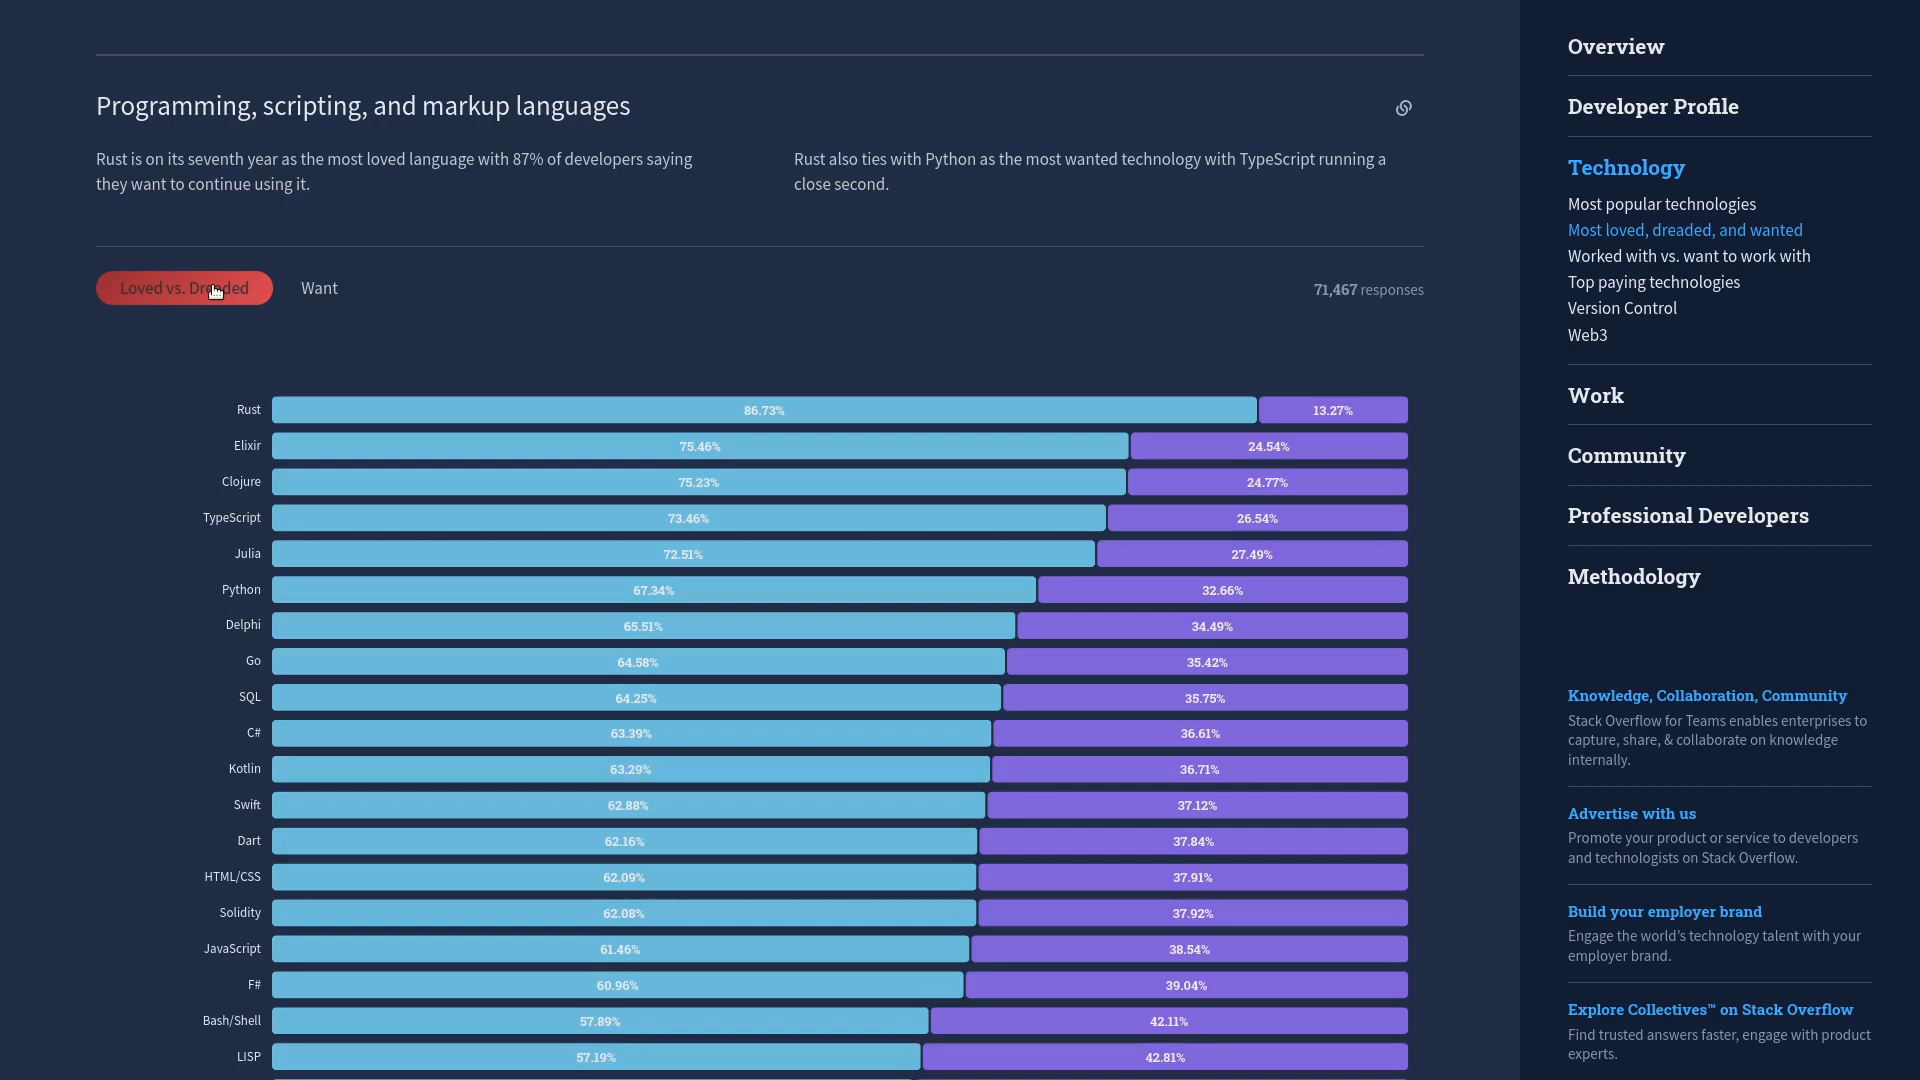 Programming, scripting, and markup languages
Rust is on its seventh year as the most loved language with 87% of developers saying
they want to continue using it.
Rust also ties with Python as the most wanted technology with TypeScript running a
close second.
Loved vs. Dreaded
Want
71,467 responses
Rust 86.73% 13.27%
Elixir 75.46% 24.54%
Clojure 75.23% 24.77%
TypeScript 73.46% 26.54%
Julia 72.51% 27.49%
Python 67.34% 32.66%
Delphi 65.51% 34.49%
Go 64.58% 35.42%
SQL 64.25% 35.75%
C# 63.39% 36.61%
Kotlin 63.29% 36.71%
Swift 62.88% 37.12%
Dart 62.16% 37.84%
HTML/CSS 62.09% 37.91%
Solidity 62.08% 37.92%
JavaScript 61.46% 38.54%
F# 60.96% 39.04%
Bash/Shell 57.89% 42.11%
LISP 57.19% 42.81%
Overview
Developer Profile
Technology
Most popular technologies
Most loved, dreaded, and wanted
Worked with vs. want to work with
Top paying technologies
Version Control
Web3
Work
Community
Professional Developers
Methodology
Knowledge, Collaboration, Community
Stack Overflow for Teams enables enterprises to
capture, share, & collaborate on knowledge
internally.
Advertise with us
Promote your product or service to developers
and technologists on Stack Overflow.
Build your employer brand
Engage the world's technology talent with your
employer brand.
Explore Collectives™ on Stack Overflow
Find trusted answers faster, engage with product
experts.